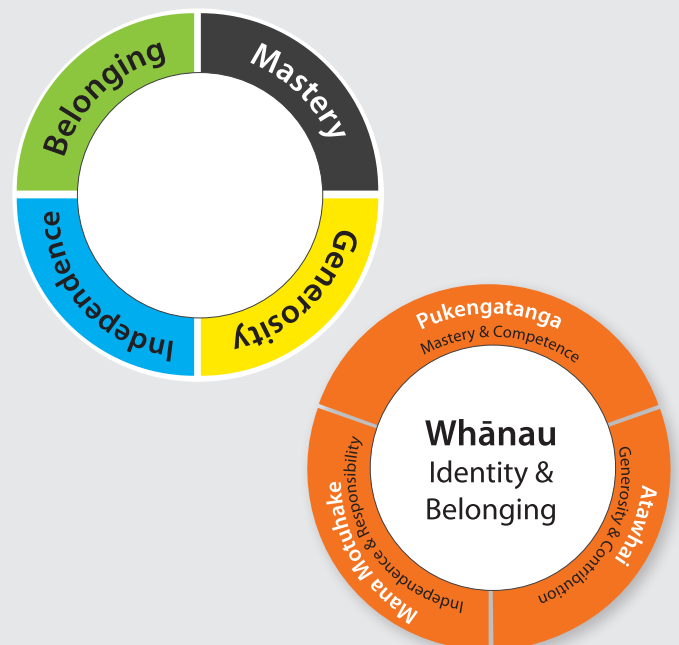 Belonging
Mastery
Generosity
Independence
Pukengatanga
Mastery & Competence
Whānau
Identity &
Belonging
Atawhai
Generosity & Contribution
Mana Motuhake
Independence & Responsibility